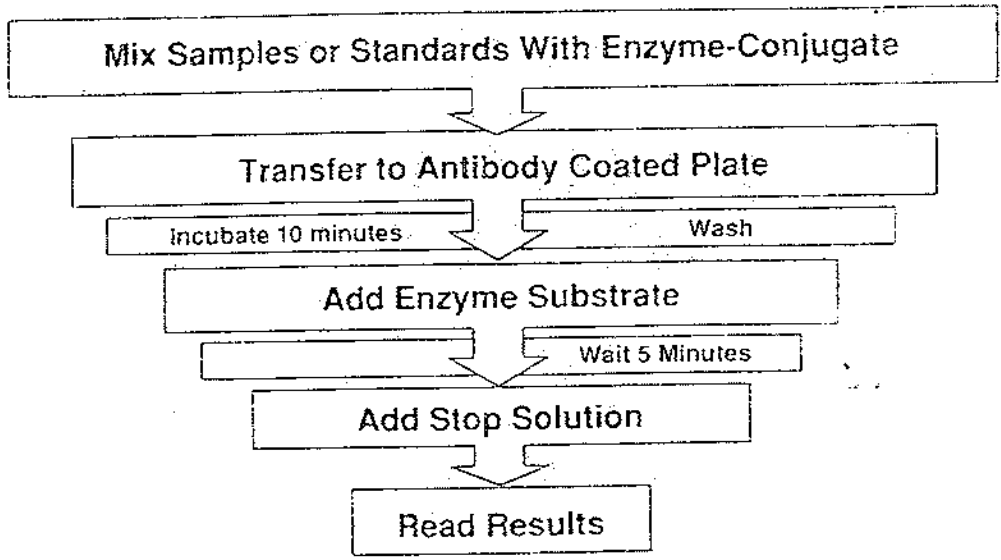 Mix Samples or Standards With Enzyme-Conjugate
Transfer to Antibody Coated Plate
Incubate 10 minutes
Wash
Add Enzyme Substrate
Wait 5 Minutes
Add Stop Solution
Read Results